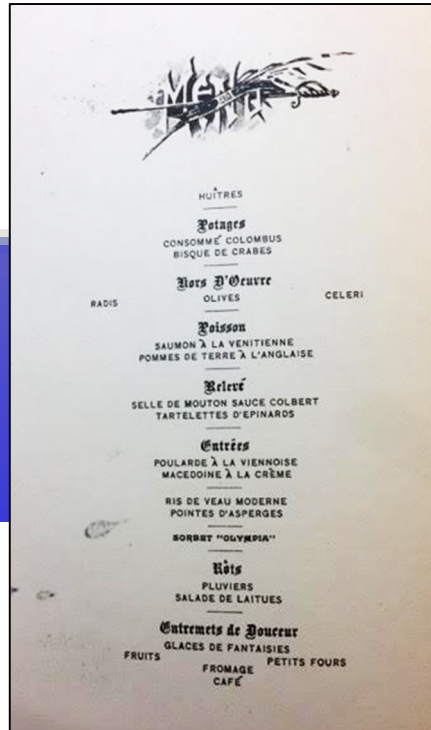 MENU
HUÎTRES
Potages
CONSOMMÉ COLOMBUS
BISQUE DE CRABES
Hors D'Oeuvre
RADIS OLIVES CELERI
Poisson
SAUMON À LA VENITIENNE
POMMES DE TERRE À L'ANGLAISE
Relevé
SELLE DE MOUTON SAUCE COLBERT
TARTELETTES D'EPINARDS
Entrées
POULARDE À LA VIENNOISE
MACEDOINE À LA CRÈME
RIS DE VEAU MODERNE
POINTES D'ASPERGES
SORBET "OLYMPIA"
Rôts
PLUVIERS
SALADE DE LAITUES
Entremets de Douceur
GLACES DE FANTAISIES
FRUITS PETITS FOURS
FROMAGE
CAFÉ